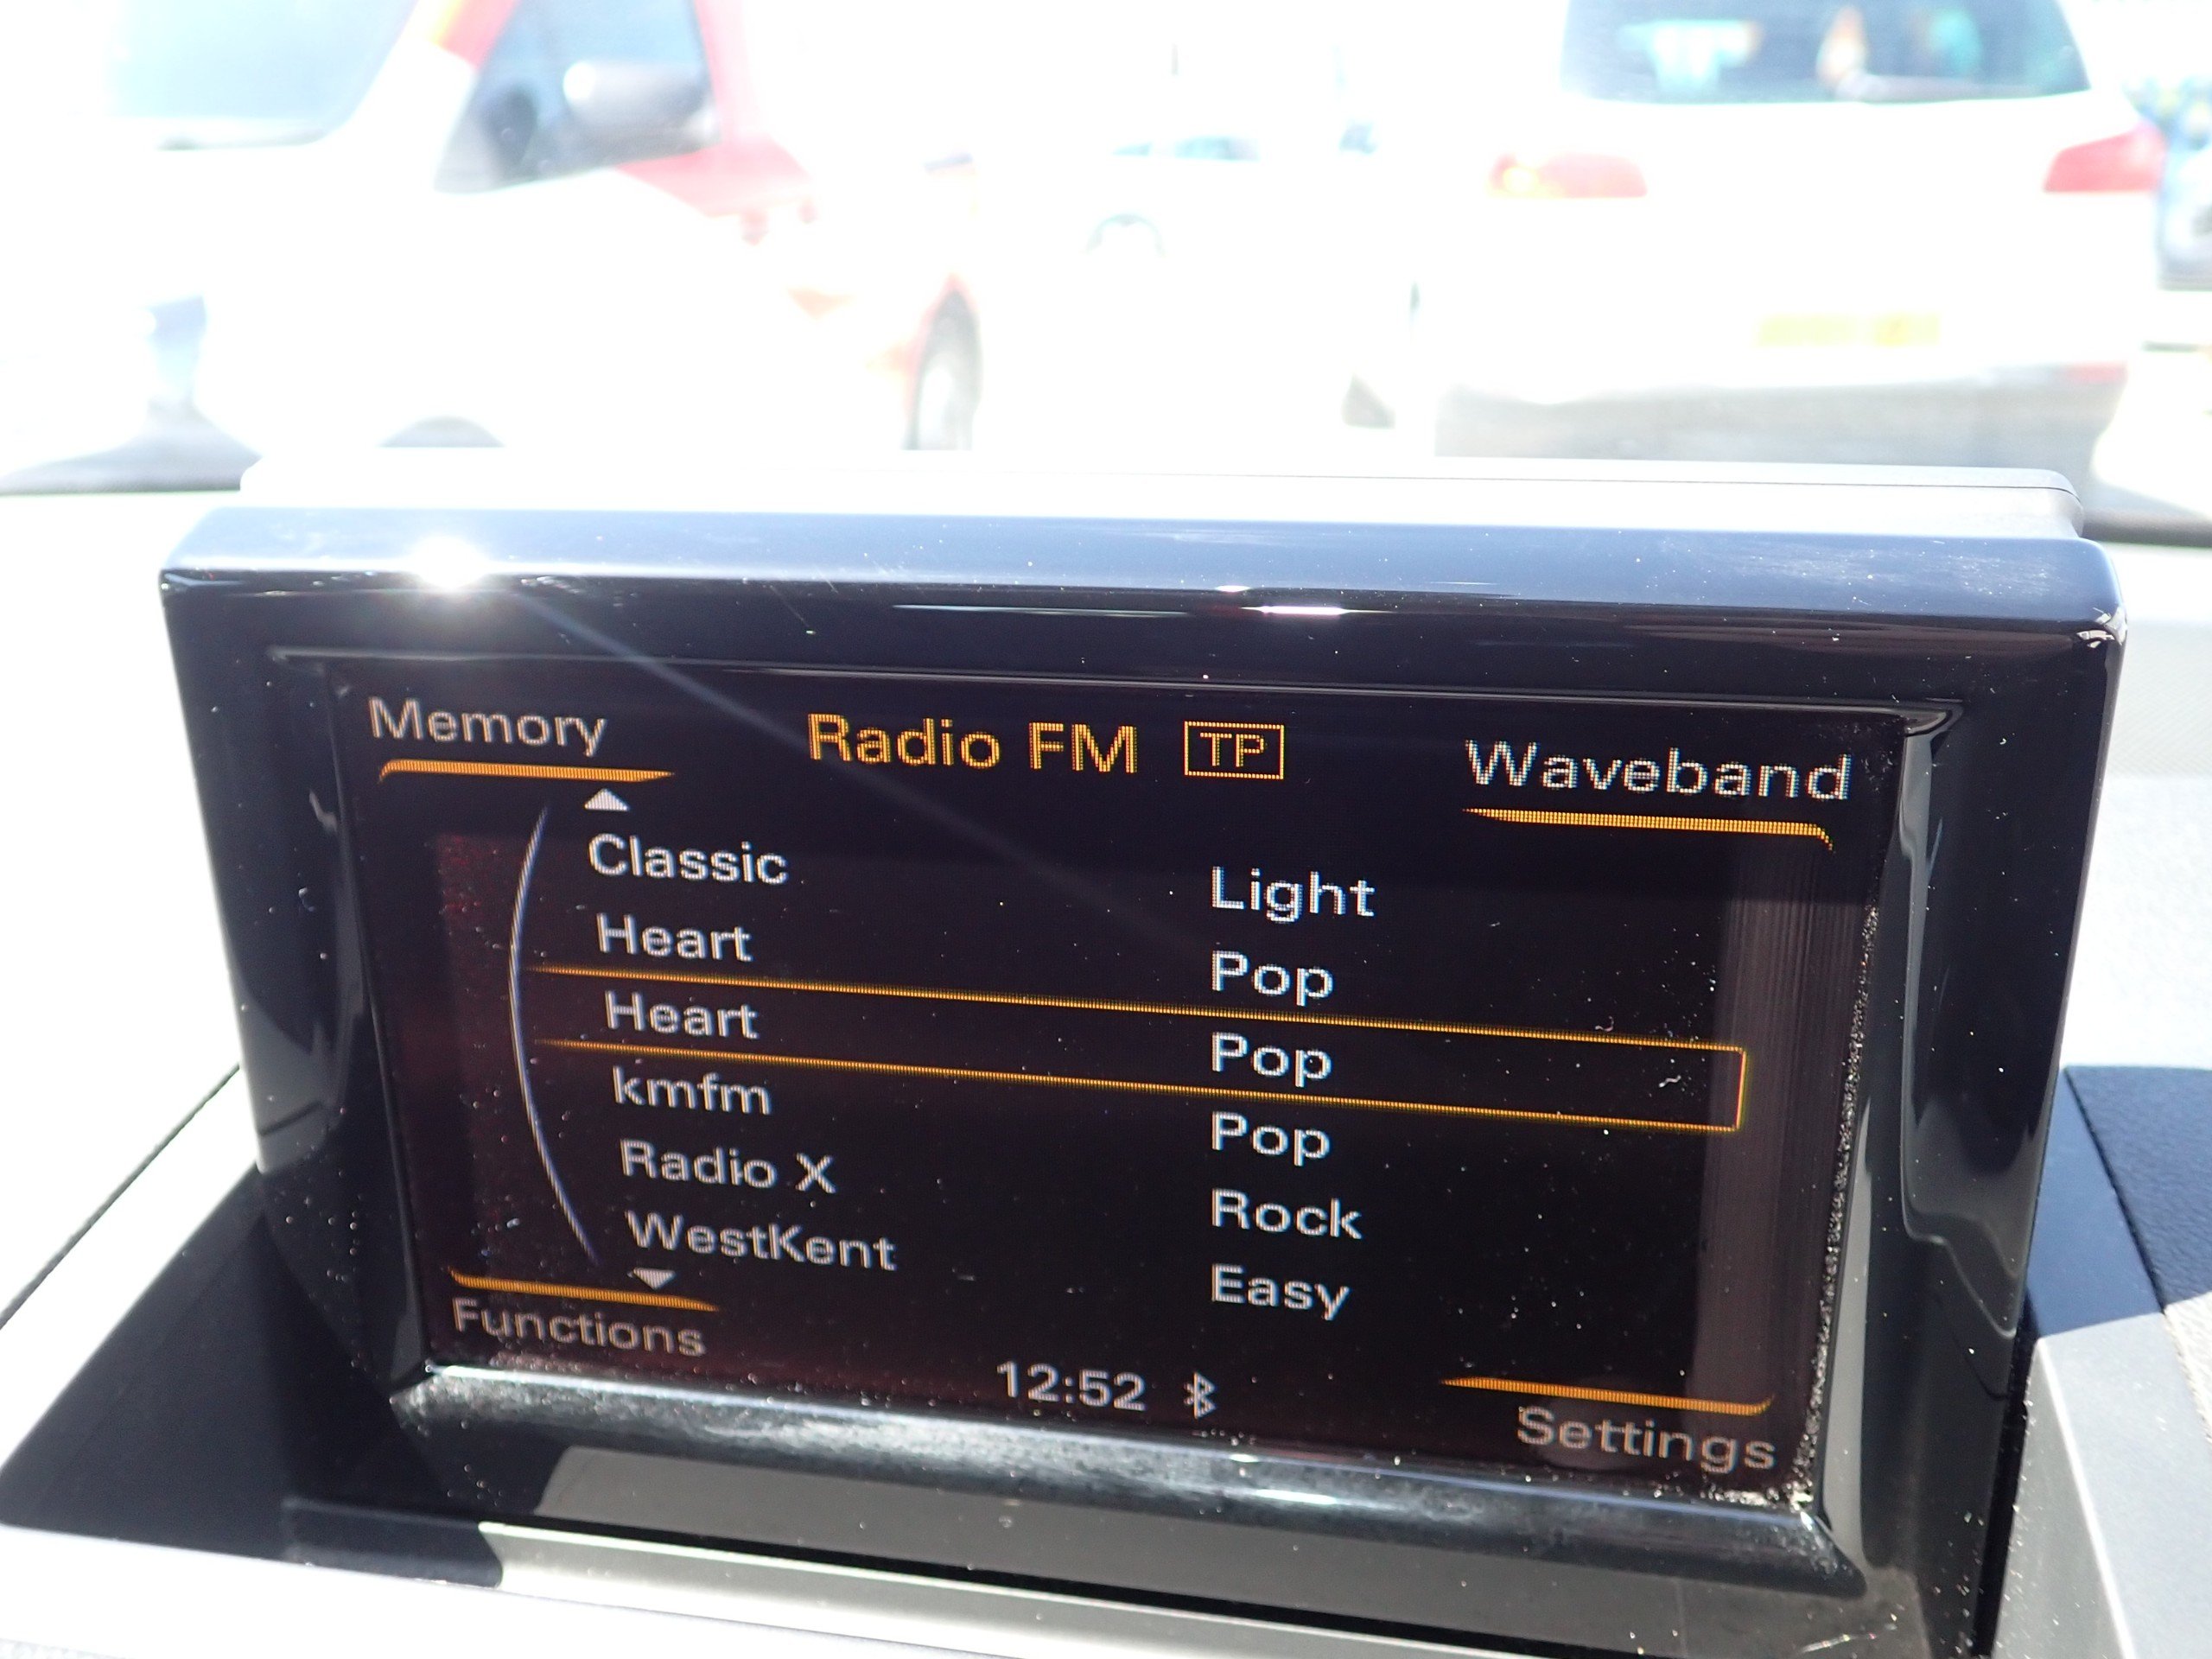 Memory Radio FM TP Waveband
Classic Light
Heart Pop
Heart Pop
kmfm Pop
Radio X Rock
WestKent Easy
Functions 12:52 Settings